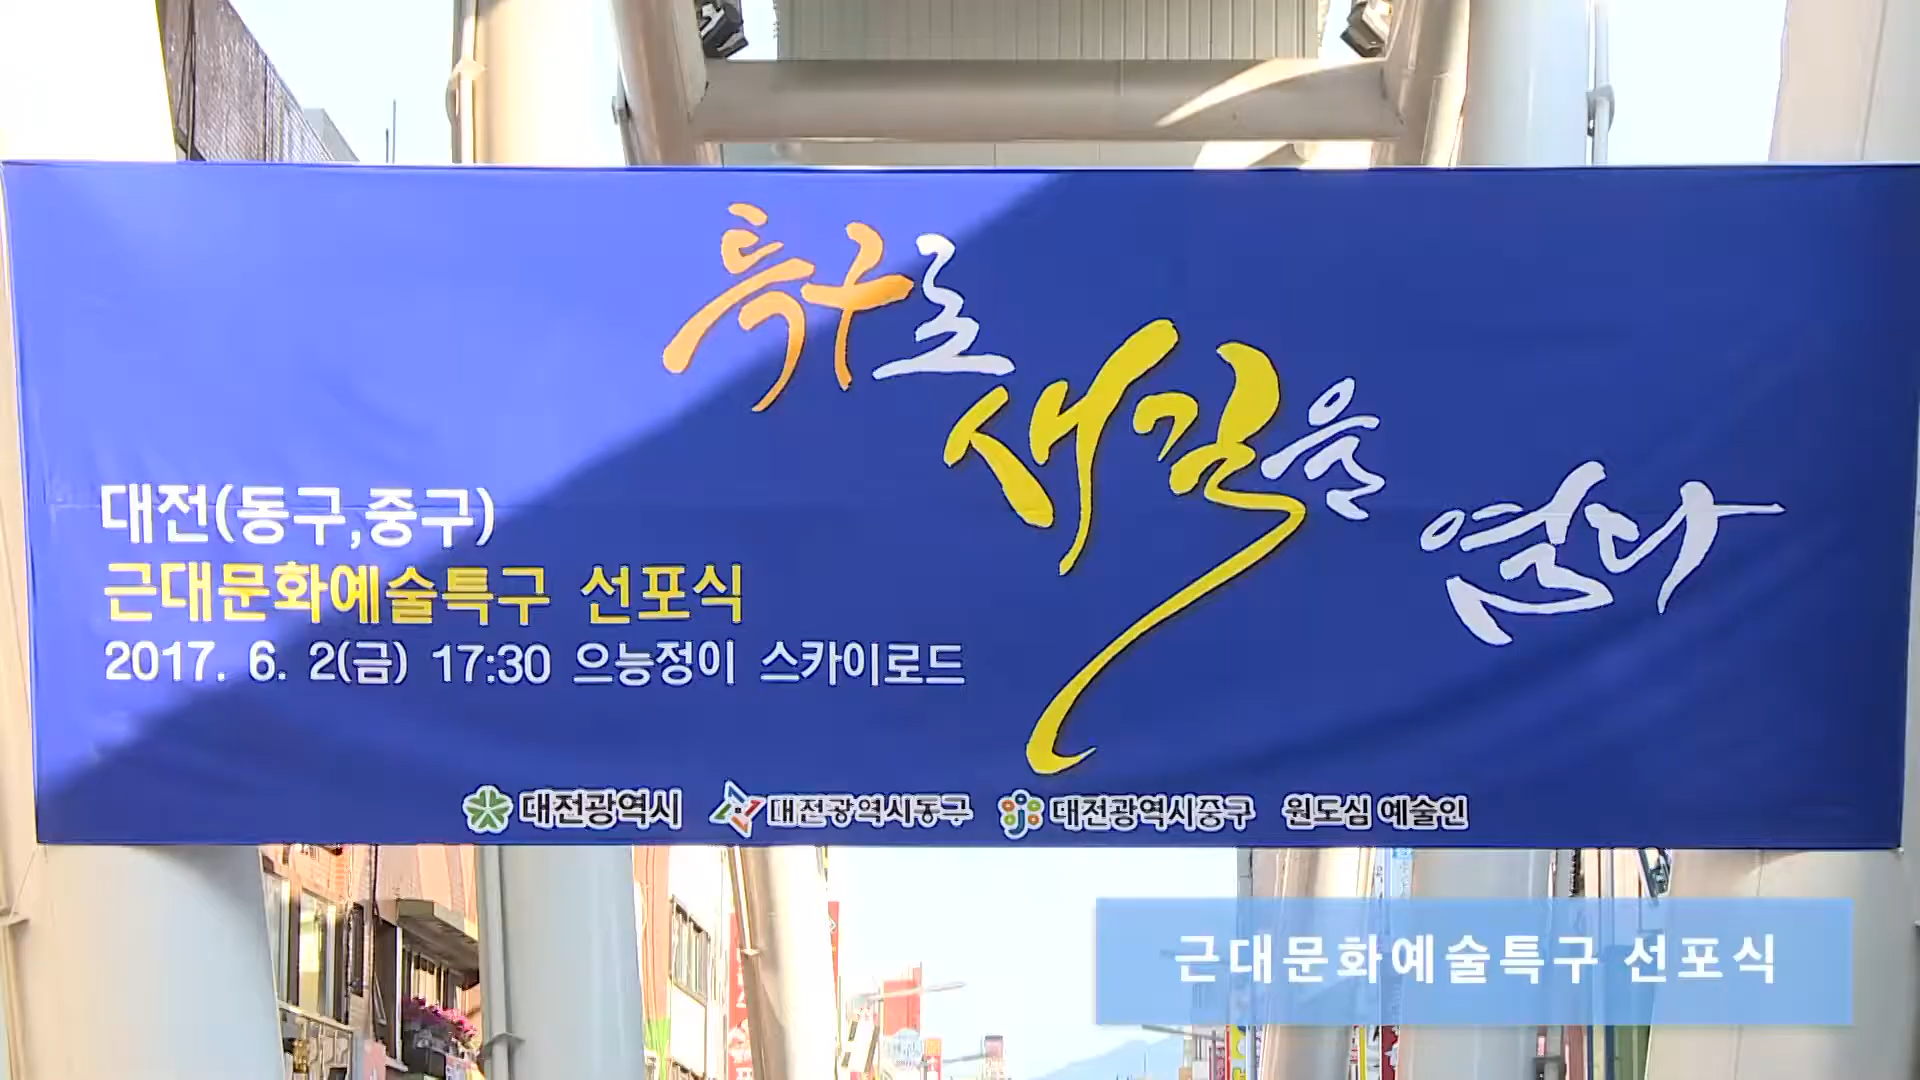 특구로
새길을
열다
대전(동구,중구)
근대문화예술특구 선포식
2017. 6. 2(금) 17:30 으능정이 스카이로드
대전광역시 대전광역시동구 대전광역시중구 원도심 예술인
근대문화예술특구 선포식